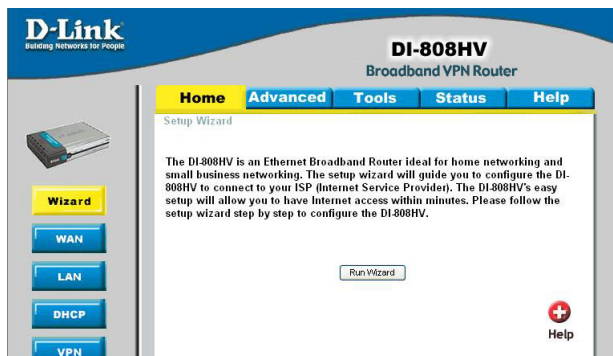 D-Link
Building Networks for People
DI-808HV
Broadband VPN Router
Home Advanced Tools Status Help
Setup Wizard
The DI-808HV is an Ethernet Broadband Router ideal for home networking and
small business networking. The setup wizard will guide you to configure the DI-
808HV to connect to your ISP (Internet Service Provider). The DI-808HV's easy
setup will allow you to have Internet access within minutes. Please follow the
setup wizard step by step to configure the DI-808HV.
Wizard
WAN
LAN
DHCP
VPN
Run Wizard
Help